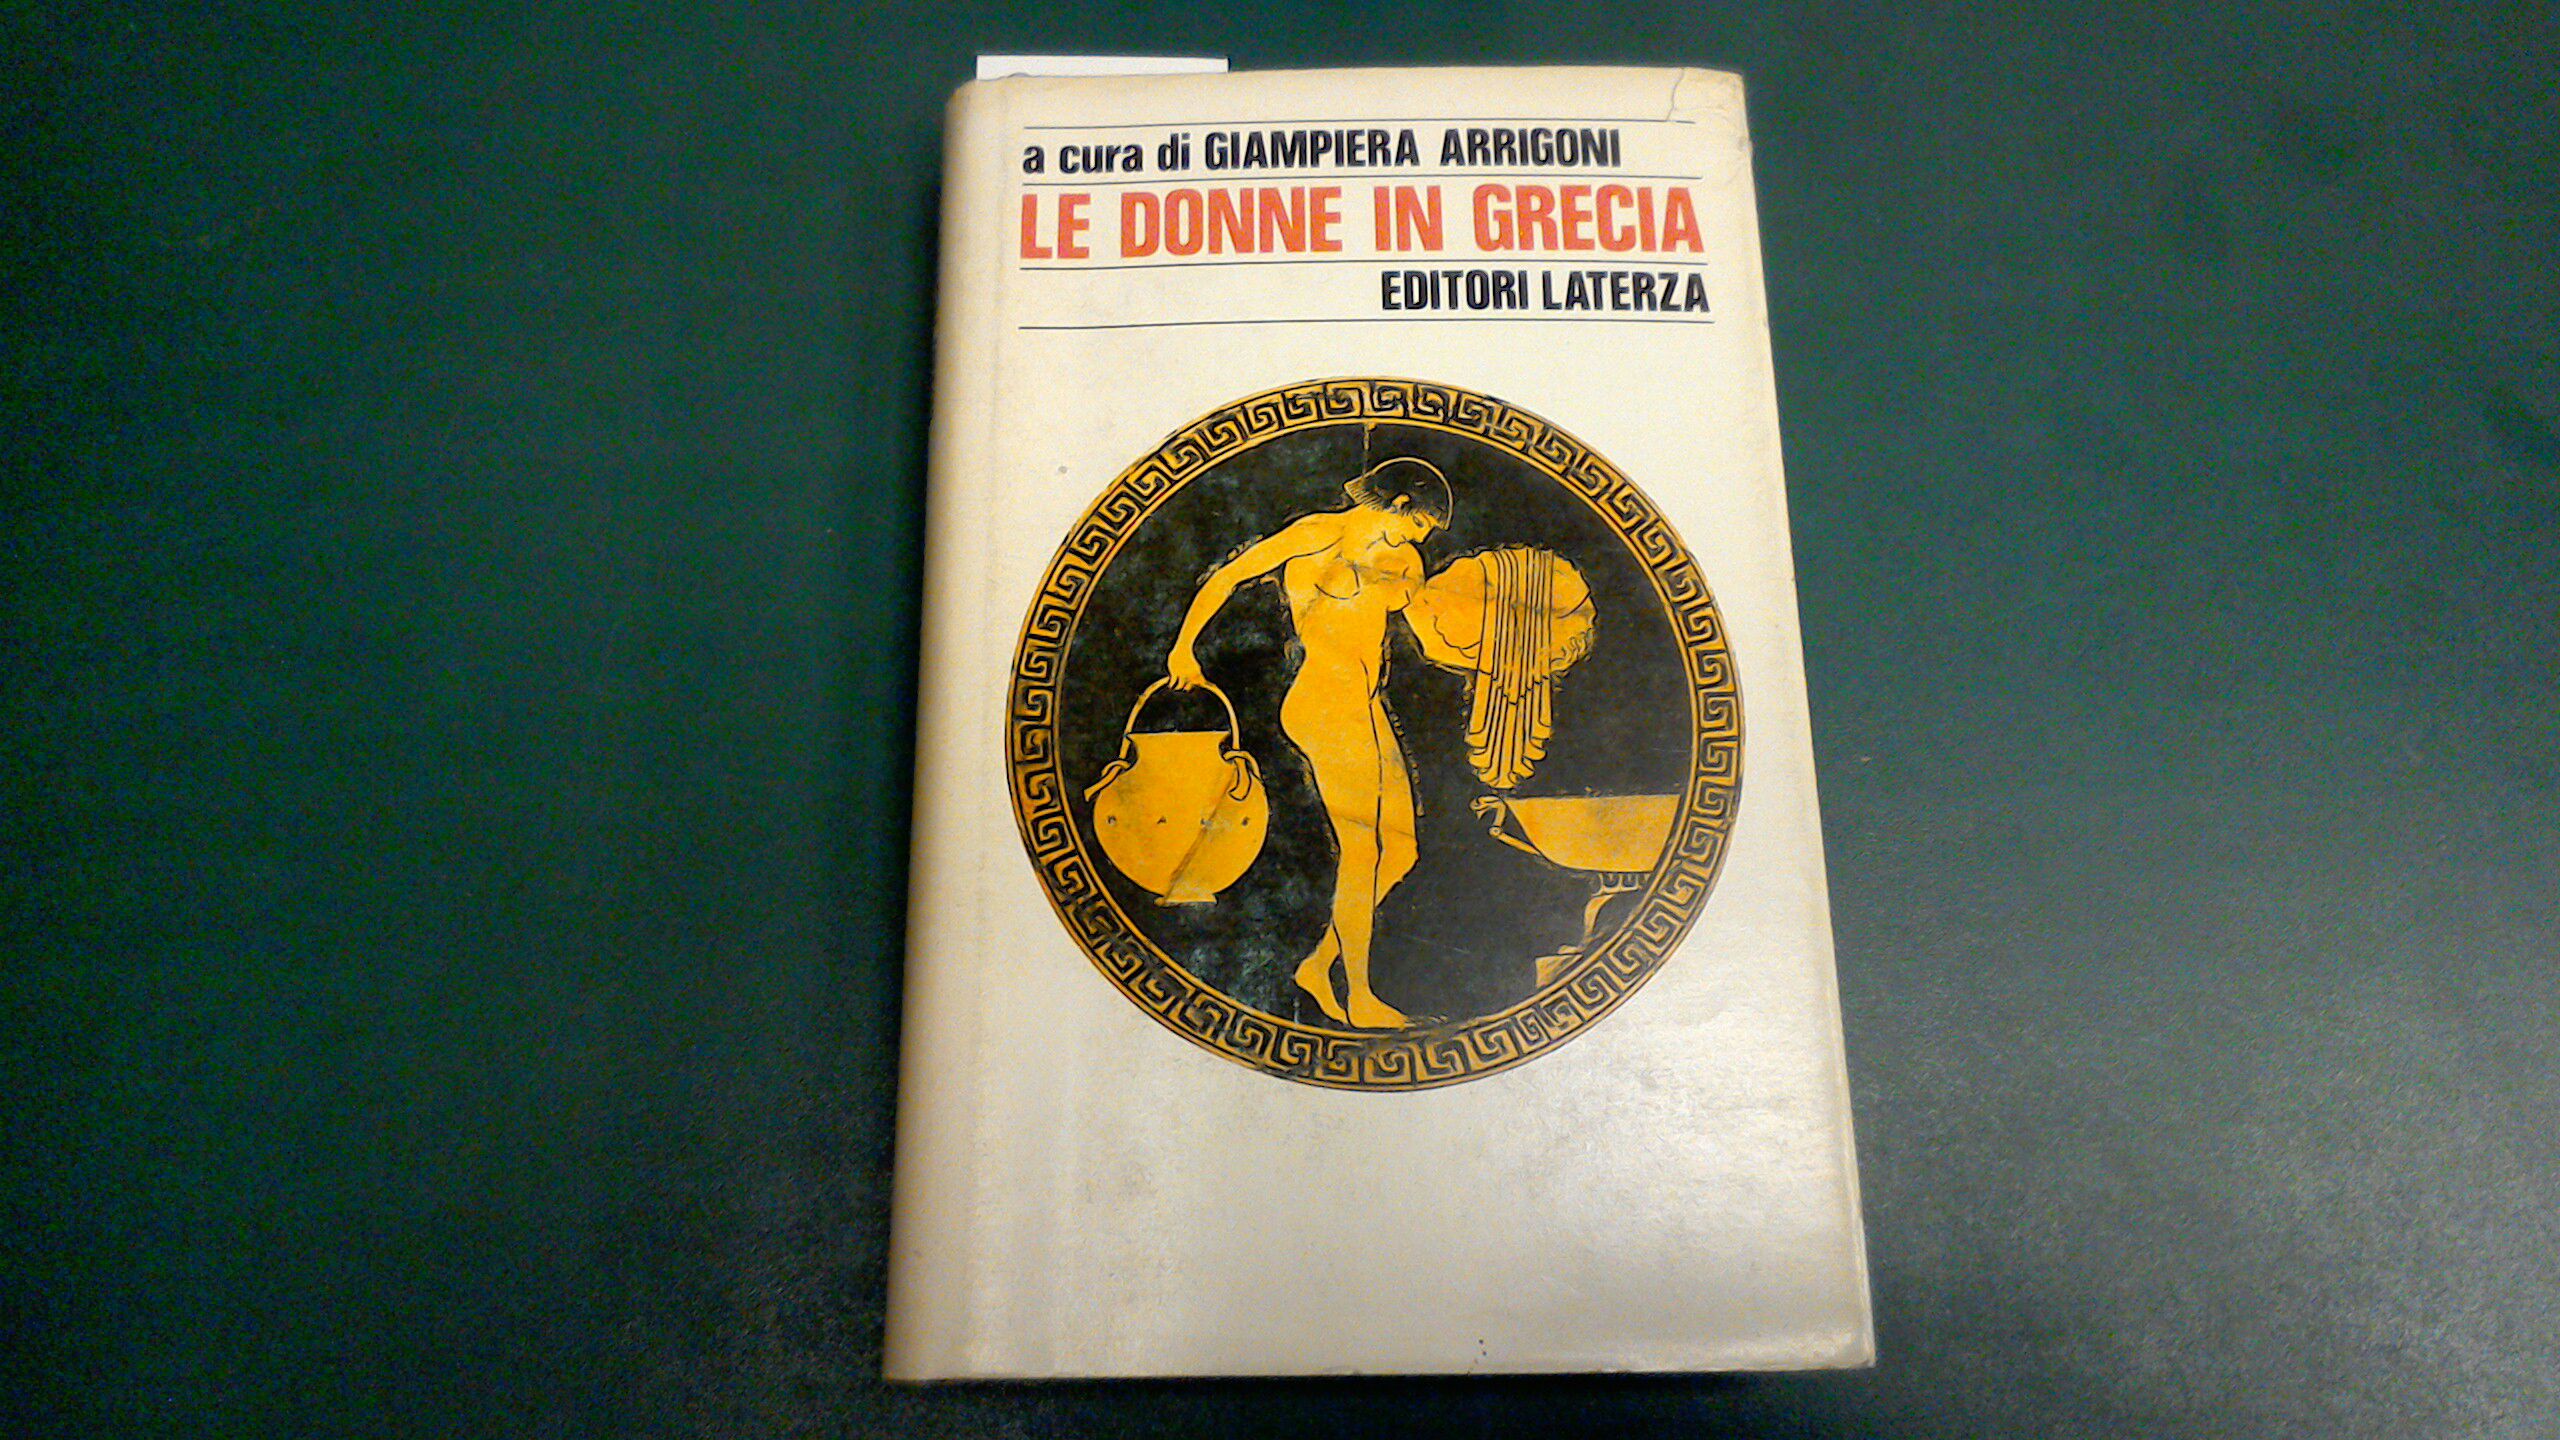 a cura di GIAMPIERA ARRIGONI
LE DONNE IN GRECIA
EDITORI LATERZA